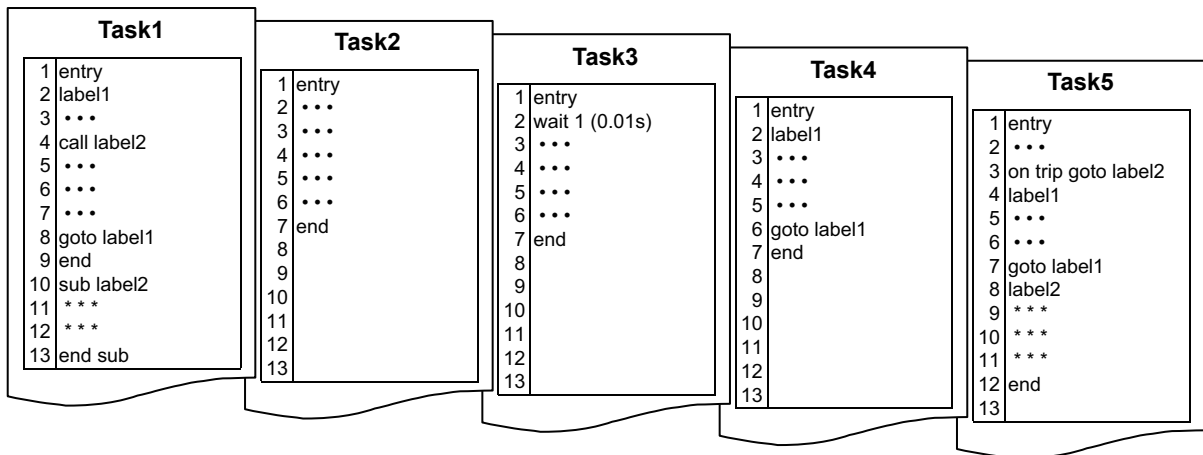 Task1
1 entry
2 label1
3 •••
4 call label2
5 •••
6 •••
7 •••
8 goto label1
9 end
10 sub label2
11 ***
12 ***
13 end sub
Task2
1 entry
2 •••
3 •••
4 •••
5 •••
6 •••
7 end
8
9
10
11
12
13
Task3
1 entry
2 wait 1 (0.01s)
3 •••
4 •••
5 •••
6 •••
7 end
8
9
10
11
12
13
Task4
1 entry
2 label1
3 •••
4 •••
5 •••
6 goto label1
7 end
8
9
10
11
12
13
Task5
1 entry
2 •••
3 on trip goto label2
4 label1
5 •••
6 •••
7 goto label1
8 label2
9 ***
10 ***
11 ***
12 end
13